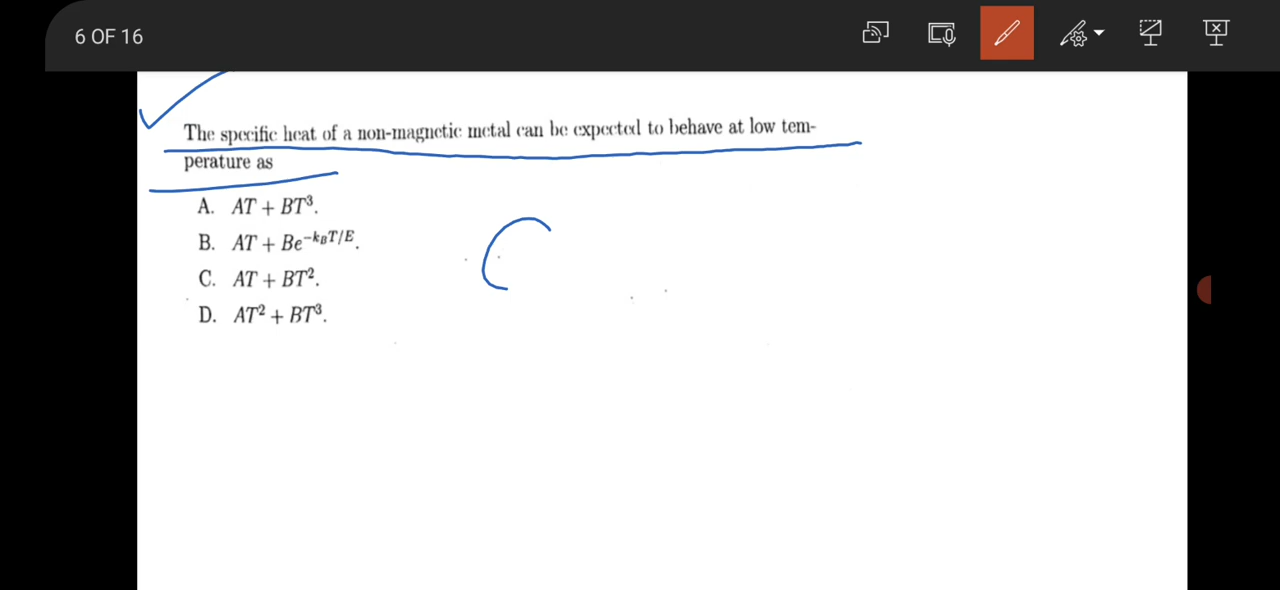 6 OF 16
The specific heat of a non-magnetic metal can be expected to behave at low tem-
perature as
A. AT + BT³.
B. AT + Be^{-k_BT/E}.
C. AT + BT².
D. AT² + BT³.
C